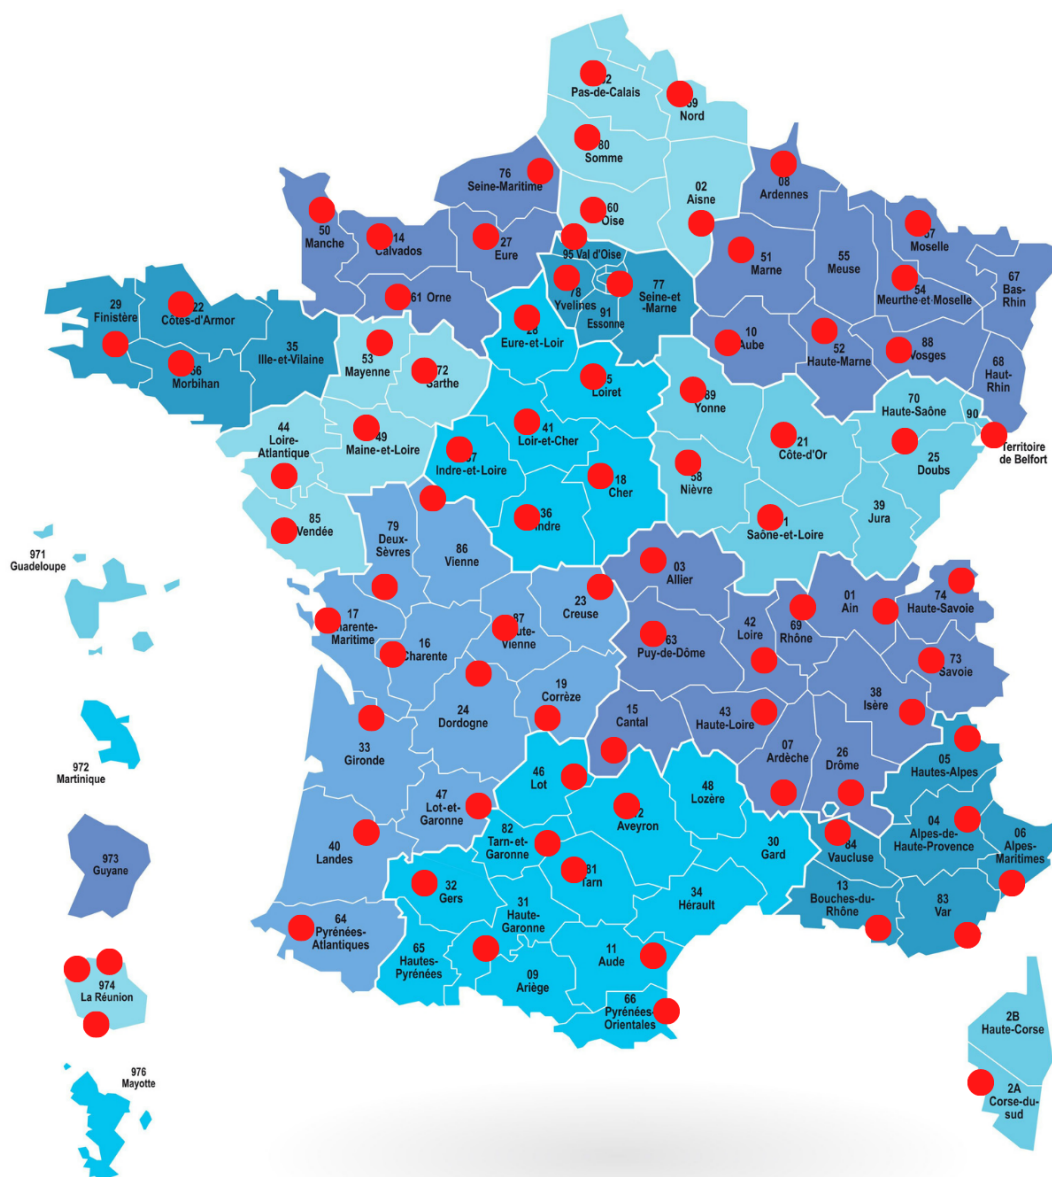 2
Pas-de-Calais
59
Nord
80
Somme
76
Seine-Maritime
02
Aisne
08
Ardennes
60
Oise
50
Manche
14
Calvados
27
Eure
95 Val d'Oise
51
Marne
55
Meuse
57
Moselle
67
Bas-
Rhin
54
Meurthe-et-Moselle
78
Yvelines
77
Seine-et-
Marne
91
Essonne
61 Orne
29
Finistère
22
Côtes-d'Armor
35
Ille-et-Vilaine
56
Morbihan
28
Eure-et-Loir
10
Aube
52
Haute-Marne
88
Vosges
68
Haut-
Rhin
53
Mayenne
72
Sarthe
5
Loiret
89
Yonne
70
Haute-Saône
90
Territoire
de Belfort
44
Loire-
Atlantique
49
Maine-et-Loire
41
Loir-et-Cher
37
Indre-et-Loire
18
Cher
58
Nièvre
21
Côte-d'Or
25
Doubs
39
Jura
85
Vendée
79
Deux-
Sèvres
86
Vienne
36
Indre
1
Saône-et-Loire
971
Guadeloupe
03
Allier
01
Ain
74
Haute-Savoie
23
Creuse
17
Charente-
Maritime
16
Charente
87
Haute-
Vienne
63
Puy-de-Dôme
42
Loire
69
Rhône
73
Savoie
38
Isère
19
Corrèze
24
Dordogne
15
Cantal
43
Haute-Loire
33
Gironde
07
Ardèche
26
Drôme
05
Hautes-Alpes
972
Martinique
46
Lot
48
Lozère
47
Lot-et-
Garonne
12
Aveyron
40
Landes
82
Tarn-et-
Garonne
30
Gard
84
Vaucluse
04
Alpes-de-
Haute-Provence
06
Alpes-
Maritimes
973
Guyane
32
Gers
81
Tarn
34
Hérault
13
Bouches-du-
Rhône
83
Var
31
Haute-
Garonne
64
Pyrénées-
Atlantiques
65
Hautes-
Pyrénées
11
Aude
09
Ariège
66
Pyrénées-
Orientales
974
La Réunion
2B
Haute-Corse
976
Mayotte
2A
Corse-du-
sud